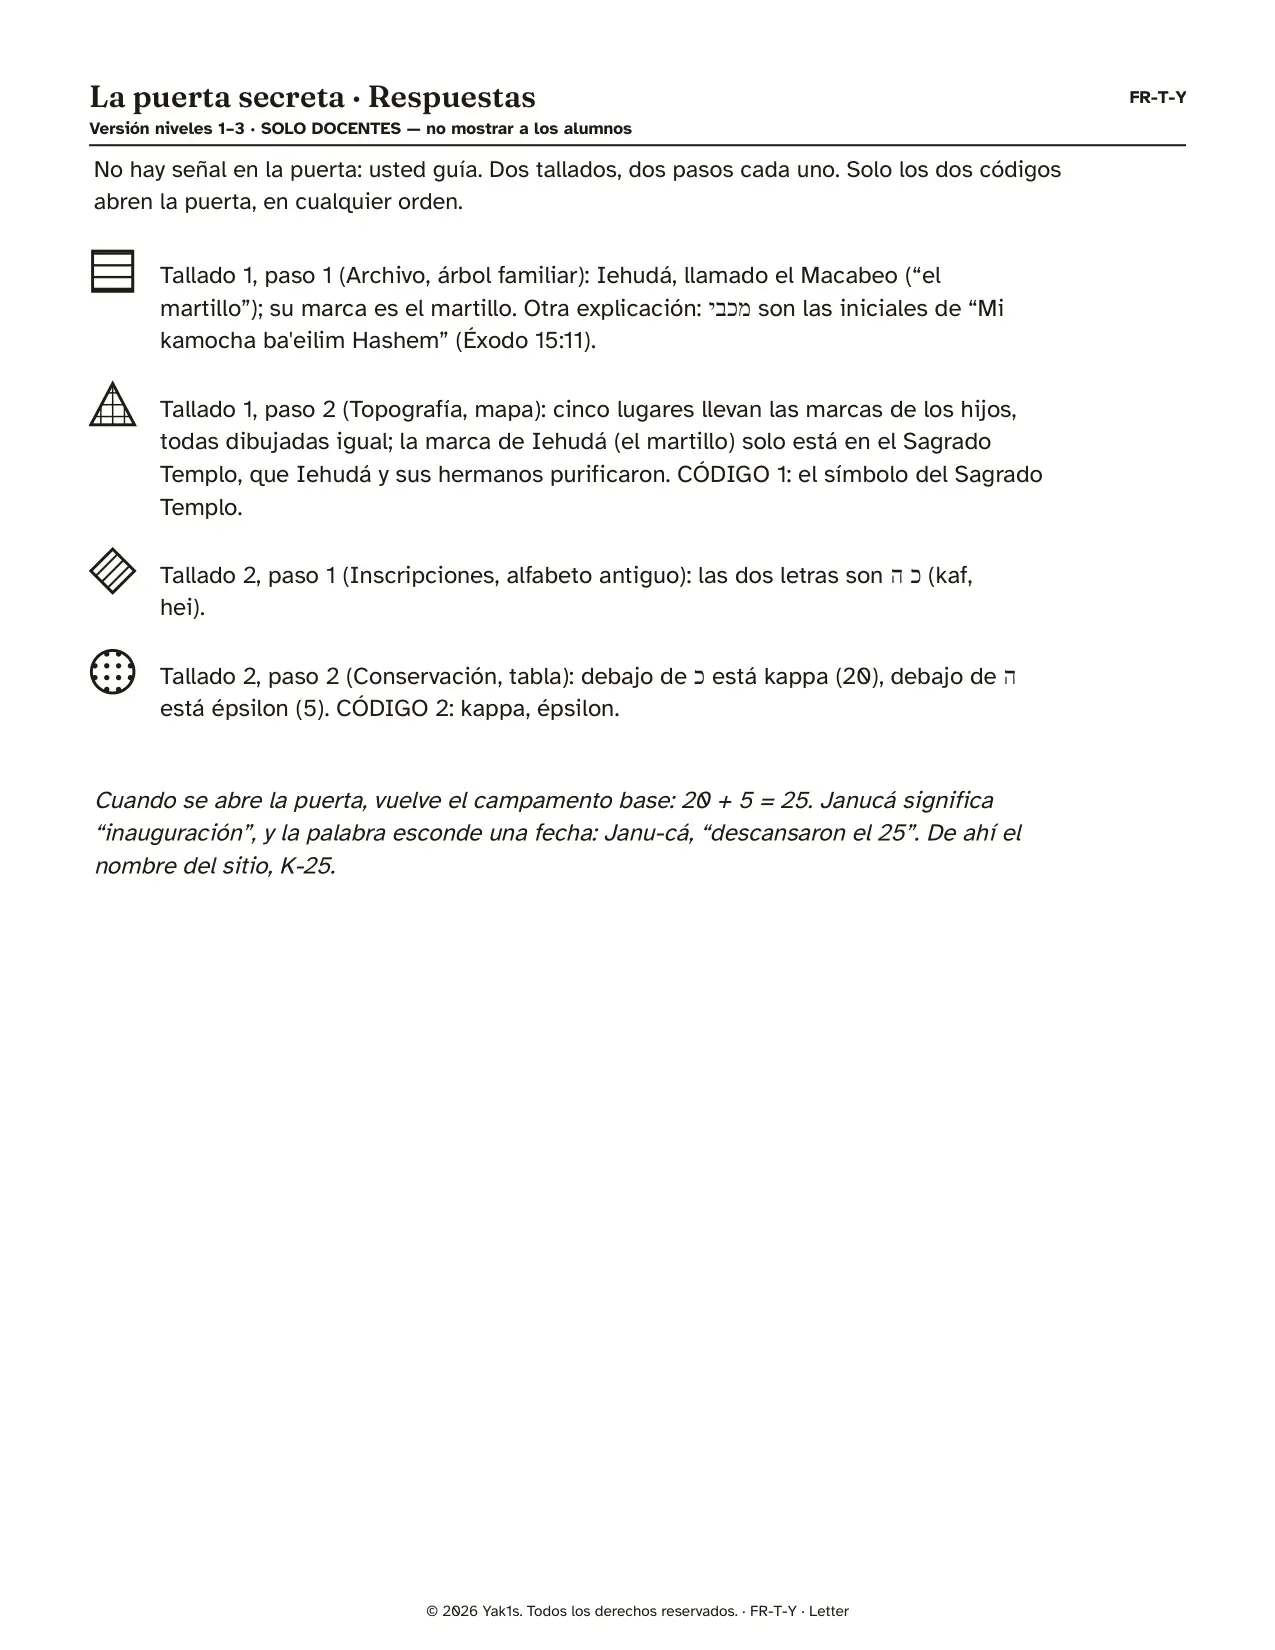 La puerta secreta · Respuestas
FR-T-Y
Versión niveles 1–3 · SOLO DOCENTES — no mostrar a los alumnos
No hay señal en la puerta: usted guía. Dos tallados, dos pasos cada uno. Solo los dos códigos
abren la puerta, en cualquier orden.
Tallado 1, paso 1 (Archivo, árbol familiar): Iehudá, llamado el Macabeo (“el
martillo”); su marca es el martillo. Otra explicación: מכבי son las iniciales de “Mi
kamocha ba'eilim Hashem” (Éxodo 15:11).
Tallado 1, paso 2 (Topografía, mapa): cinco lugares llevan las marcas de los hijos,
todas dibujadas igual; la marca de Iehudá (el martillo) solo está en el Sagrado
Templo, que Iehudá y sus hermanos purificaron. CÓDIGO 1: el símbolo del Sagrado
Templo.
Tallado 2, paso 1 (Inscripciones, alfabeto antiguo): las dos letras son כ ה (kaf,
hei).
Tallado 2, paso 2 (Conservación, tabla): debajo de כ está kappa (20), debajo de ה
está épsilon (5). CÓDIGO 2: kappa, épsilon.
Cuando se abre la puerta, vuelve el campamento base: 20 + 5 = 25. Janucá significa
“inauguración”, y la palabra esconde una fecha: Janu-cá, “descansaron el 25”. De ahí el
nombre del sitio, K-25.
© 2026 Yak1s. Todos los derechos reservados. · FR-T-Y · Letter